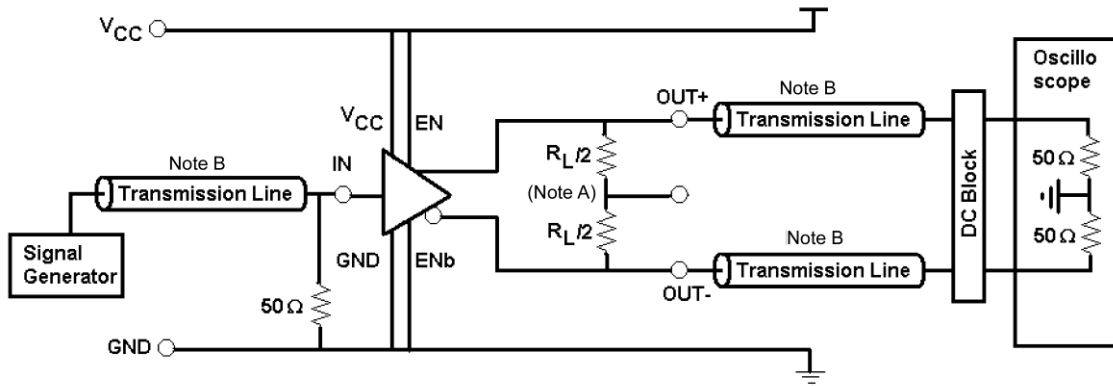 VCC
Oscillo
scope
OUT+
Note B
Transmission Line
VCC
EN
RL/2
50 Ω
Note B
IN
Transmission Line
(Note A)
DC Block
RL/2
50 Ω
Signal
Generator
GND
ENb
Note B
Transmission Line
OUT-
50 Ω
GND